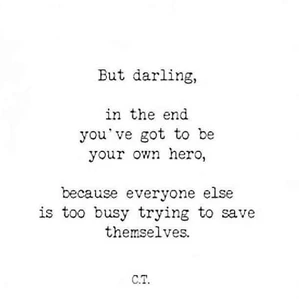 But darling,
in the end
you've got to be
your own hero,
because everyone else
is too busy trying to save
themselves.
C.T.